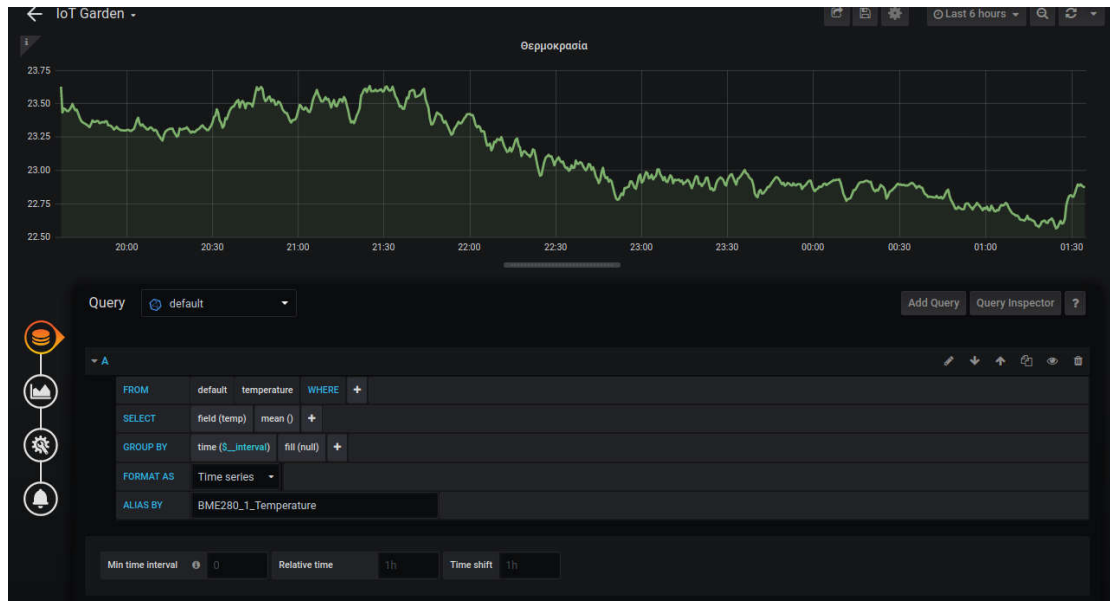 IoT Garden
Last 6 hours
i
Θερμοκρασία
23.75
23.50
23.25
23.00
22.75
22.50
20:00 20:30 21:00 21:30 22:00 22:30 23:00 23:30 00:00 00:30 01:00 01:30
Query default Add Query Query Inspector ?
A
FROM default temperature WHERE +
SELECT field (temp) mean () +
GROUP BY time ($__interval) fill (null) +
FORMAT AS Time series
ALIAS BY BME280_1_Temperature
Min time interval 0 Relative time 1h Time shift 1h